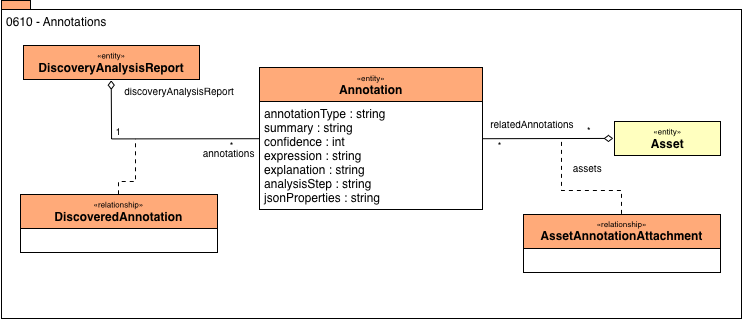 0610 - Annotations
«entity»
DiscoveryAnalysisReport
discoveryAnalysisReport
1
*
annotations
«entity»
Annotation
annotationType : string
summary : string
confidence : int
expression : string
explanation : string
analysisStep : string
jsonProperties : string
relatedAnnotations
*
*
assets
«entity»
Asset
«relationship»
DiscoveredAnnotation
«relationship»
AssetAnnotationAttachment